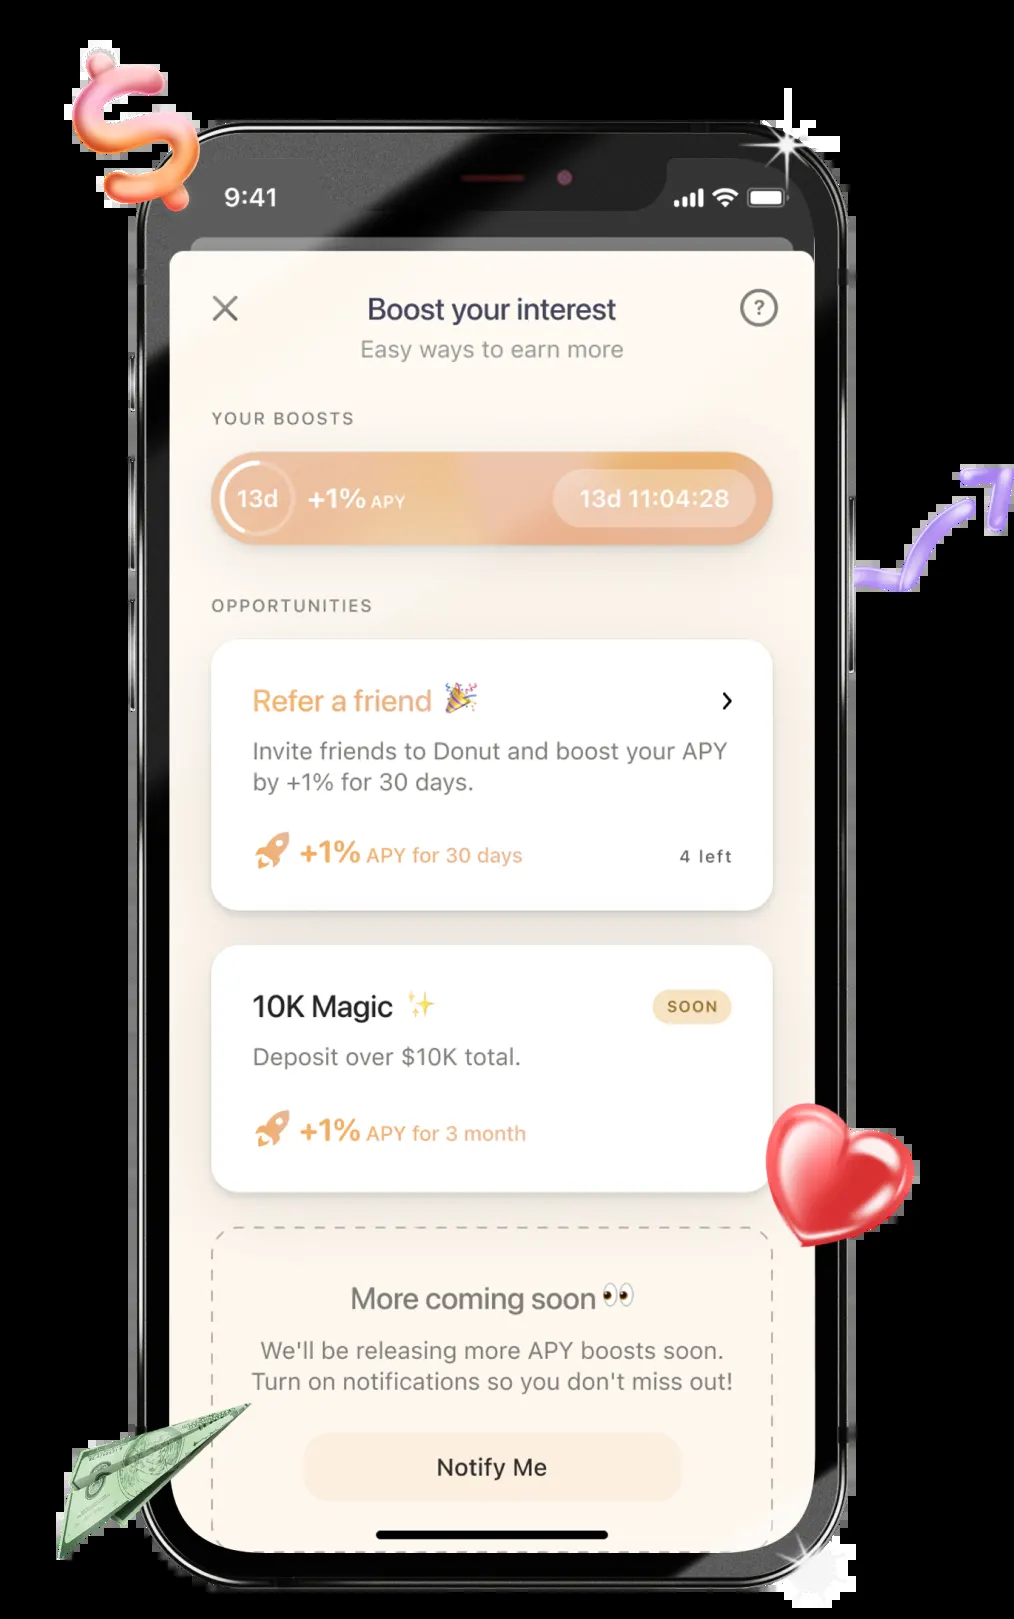 9:41
Boost your interest
Easy ways to earn more
YOUR BOOSTS
13d +1% APY 13d 11:04:28
OPPORTUNITIES
Refer a friend 🎉
Invite friends to Donut and boost your APY
by +1% for 30 days.
+1% APY for 30 days 4 left
10K Magic ✨ SOON
Deposit over $10K total.
+1% APY for 3 month
More coming soon 👀
We'll be releasing more APY boosts soon.
Turn on notifications so you don't miss out!
Notify Me